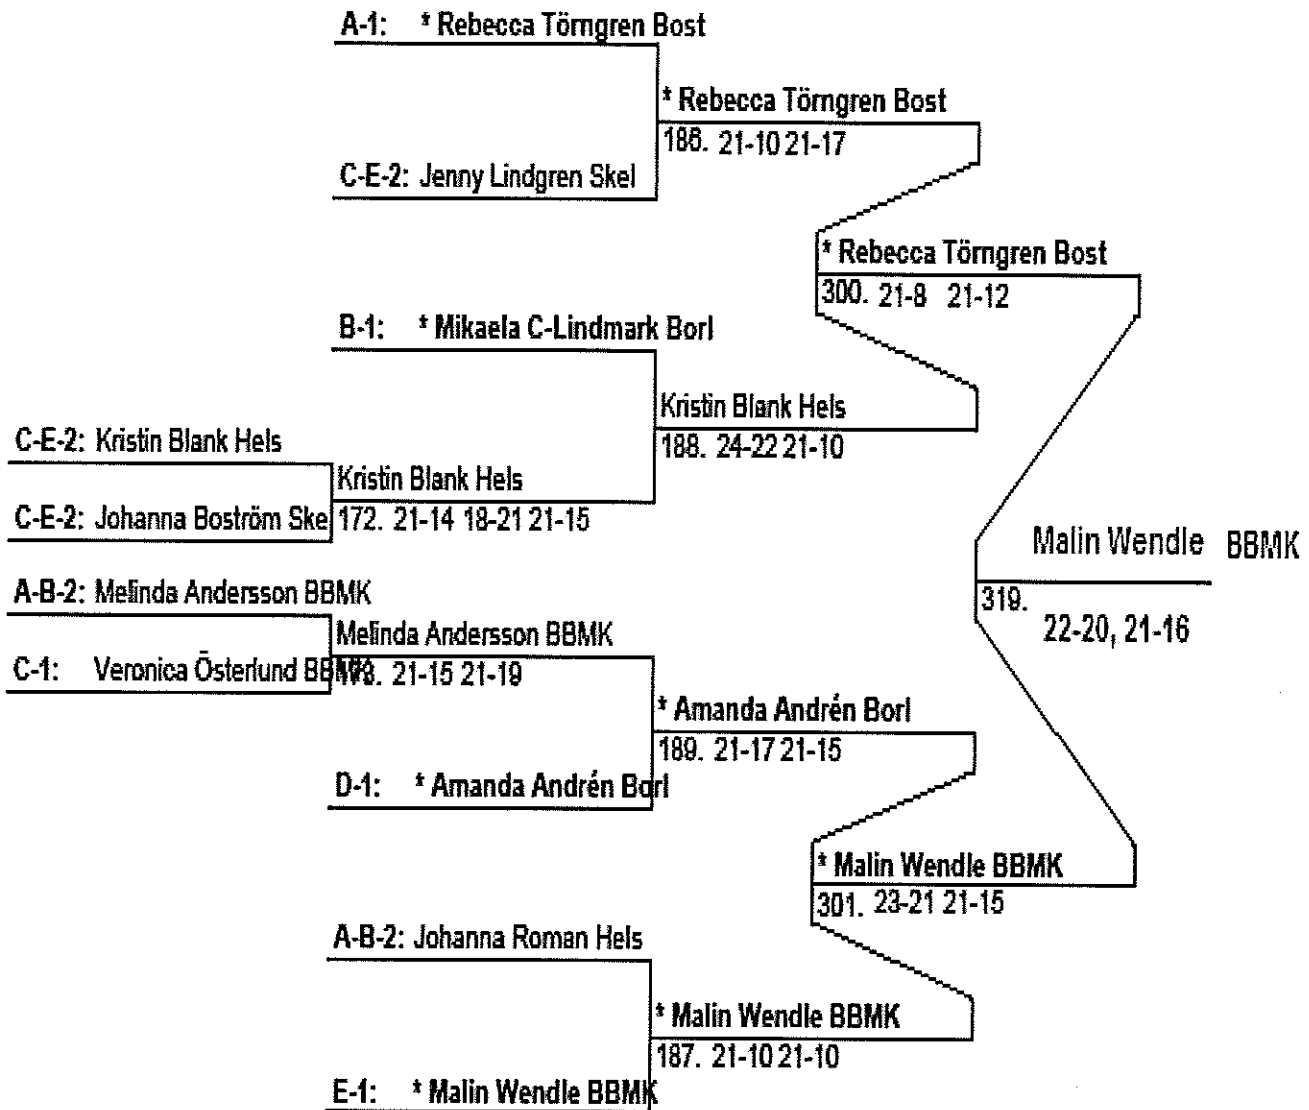 A-1: * Rebecca Törngren Bost
* Rebecca Törngren Bost
186. 21-10 21-17
C-E-2: Jenny Lindgren Skel
* Rebecca Törngren Bost
300. 21-8 21-12
B-1: * Mikaela C-Lindmark Borl
Kristin Blank Hels
188. 24-22 21-10
C-E-2: Kristin Blank Hels
Kristin Blank Hels
C-E-2: Johanna Boström Ske
172. 21-14 18-21 21-15
Malin Wendle BBMK
319.
22-20, 21-16
A-B-2: Melinda Andersson BBMK
Melinda Andersson BBMK
C-1: Veronica Österlund BBMK
173. 21-15 21-19
* Amanda Andrén Borl
189. 21-17 21-15
D-1: * Amanda Andrén Borl
* Malin Wendle BBMK
301. 23-21 21-15
A-B-2: Johanna Roman Hels
* Malin Wendle BBMK
187. 21-10 21-10
E-1: * Malin Wendle BBMK